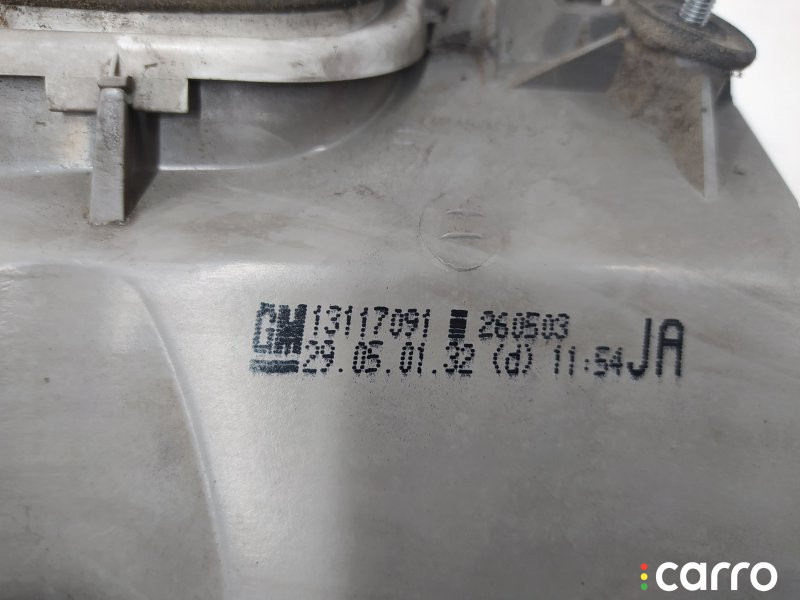 GM 13117091 260503 JA
29.05.01.32 (d) 11:54
carro